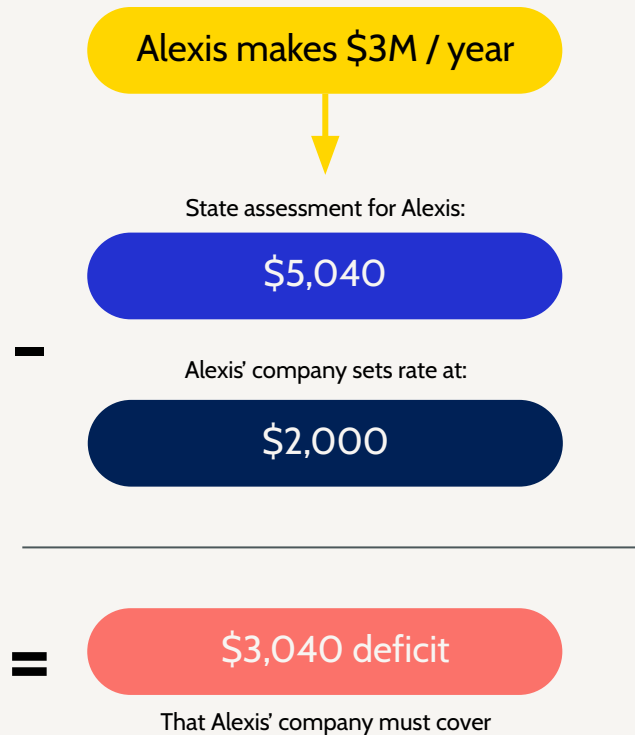 Alexis makes $3M / year
State assessment for Alexis:
$5,040
-
Alexis’ company sets rate at:
$2,000
=
$3,040 deficit
That Alexis’ company must cover